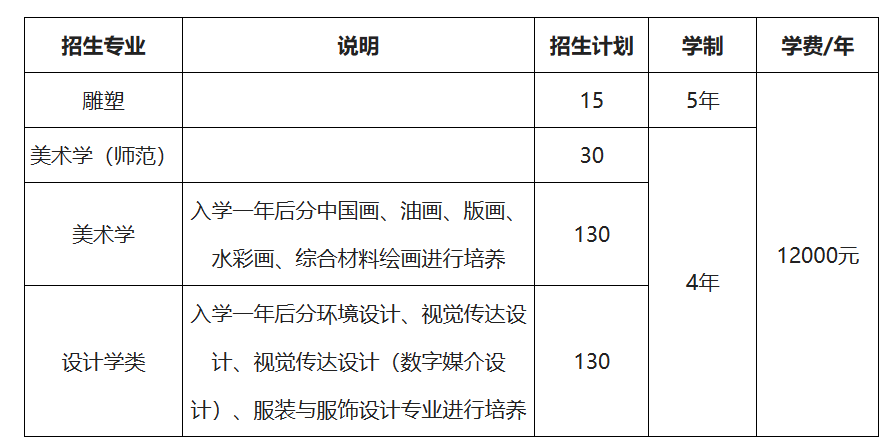 招生专业 说明 招生计划 学制 学费/年
雕塑 15 5年
美术学（师范） 30
入学一年后分中国画、油画、版画、
美术学 130
水彩画、综合材料绘画进行培养
12000元
4年
入学一年后分环境设计、视觉传达设
设计学类 计、视觉传达设计（数字媒介设 130
计）、服装与服饰设计专业进行培养